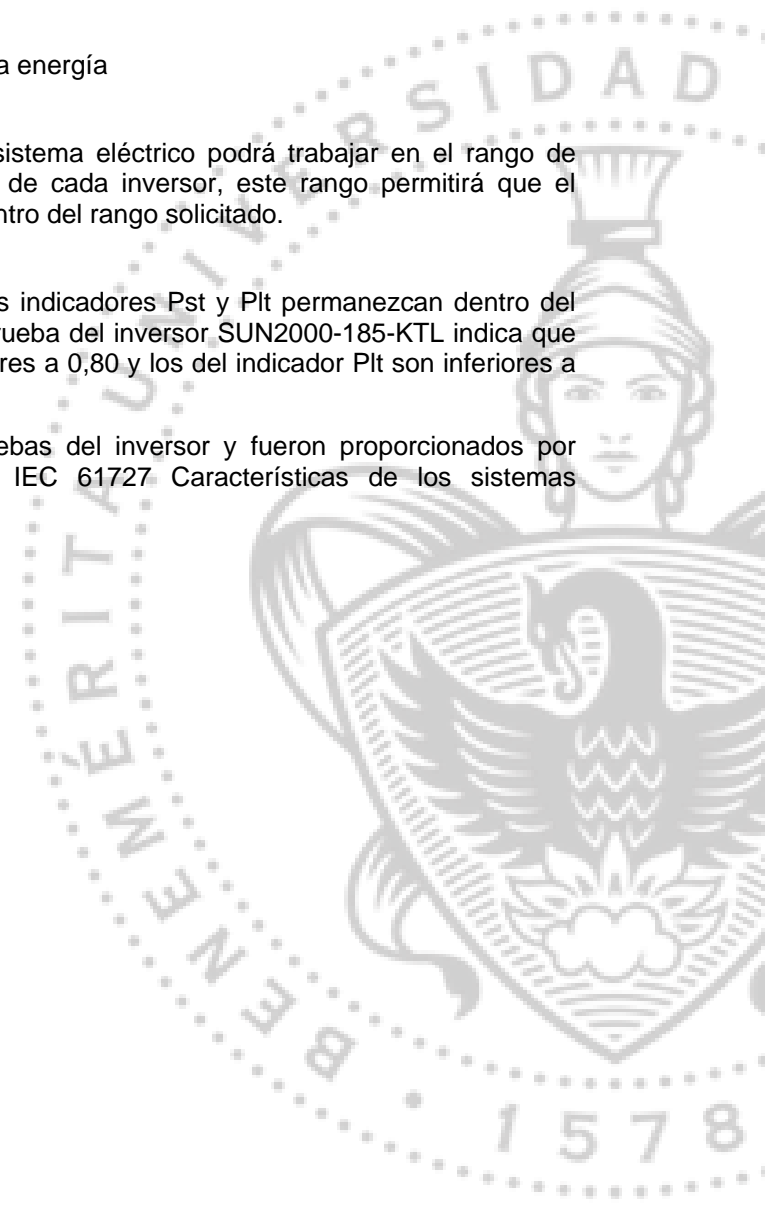 a energía
sistema eléctrico podrá trabajar en el rango de
de cada inversor, este rango permitirá que el
ntro del rango solicitado.
s indicadores Pst y Plt permanezcan dentro del
rueba del inversor SUN2000-185-KTL indica que
res a 0,80 y los del indicador Plt son inferiores a
ebas del inversor y fueron proporcionados por
IEC 61727 Características de los sistemas
BENEMÉRITA UNIVERSIDAD
1578